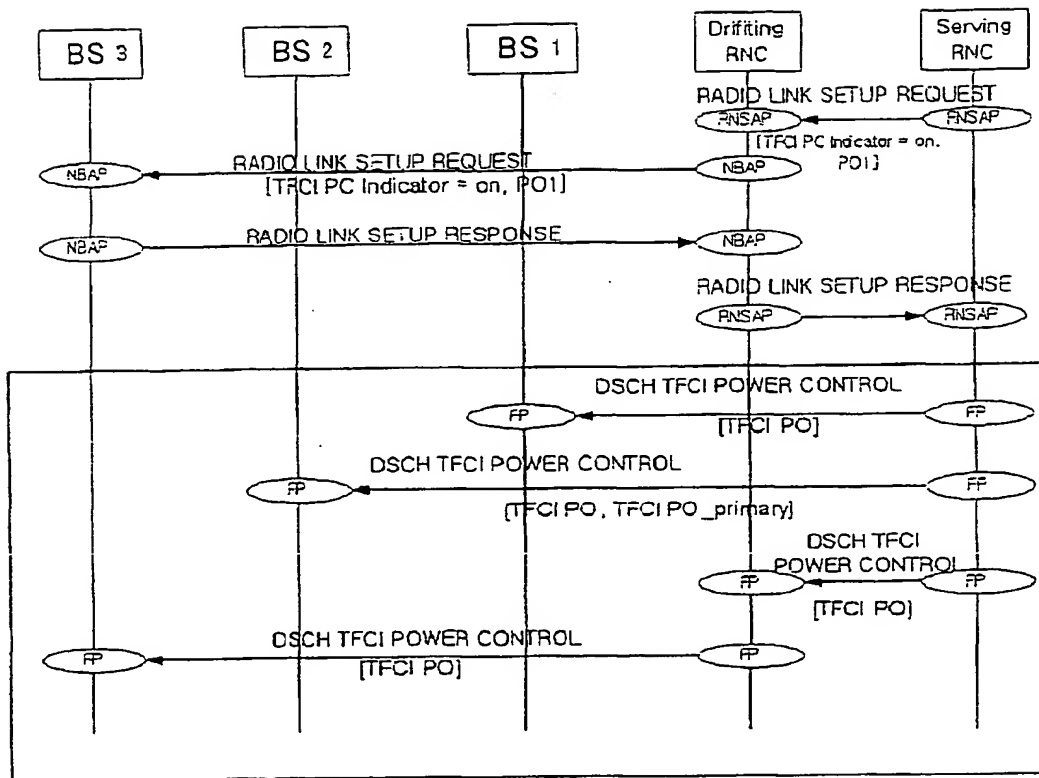 BS 3
BS 2
BS 1
Drifiting
RNC
Serving
RNC
RADIO LINK SETUP REQUEST
RNSAP
RNSAP
[TFCI PC Indicator = on,
PO1]
RADIO LINK SETUP REQUEST
NBAP
NBAP
[TFCI PC Indicator = on, PO1]
RADIO LINK SETUP RESPONSE
NBAP
NBAP
RADIO LINK SETUP RESPONSE
RNSAP
RNSAP
DSCH TFCI POWER CONTROL
FP
FP
[TFCI PO]
DSCH TFCI POWER CONTROL
FP
FP
[TFCI PO, TFCI PO_primary]
DSCH TFCI
POWER CONTROL
FP
FP
[TFCI PO]
DSCH TFCI POWER CONTROL
FP
FP
[TFCI PO]